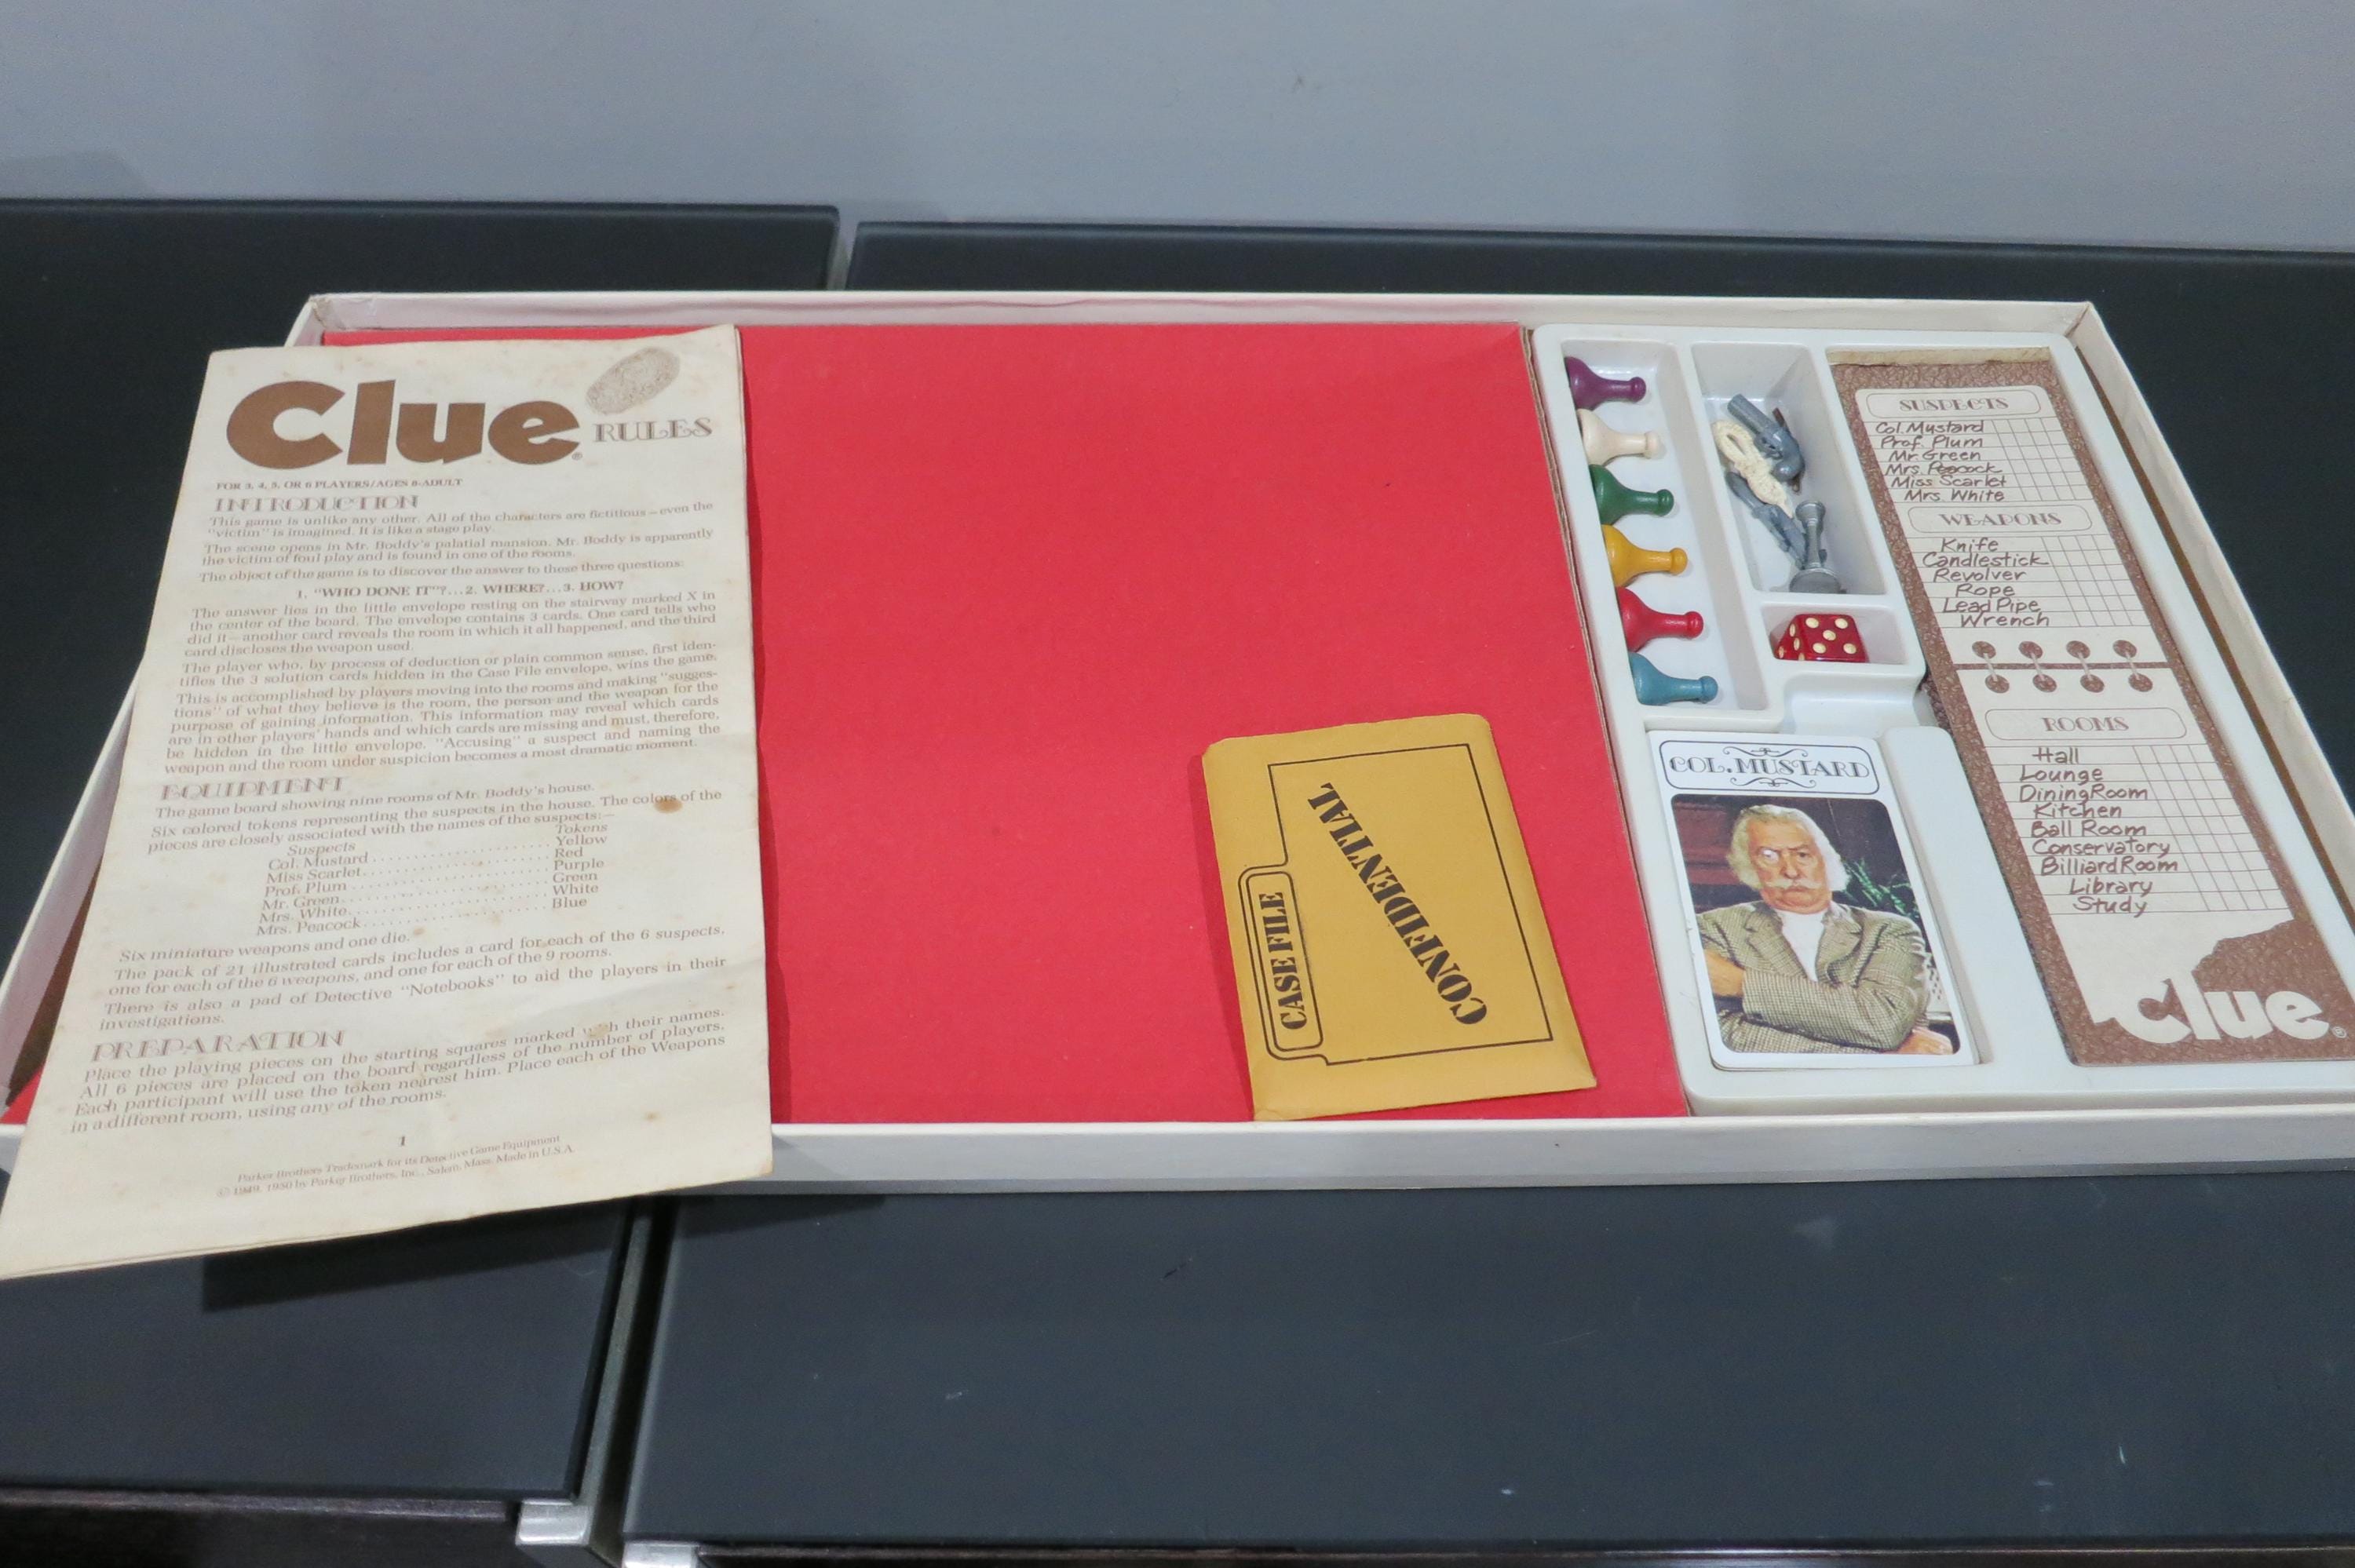 Clue®
RULES
FOR 3, 4, 5, OR 6 PLAYERS/AGES 8-ADULT
INTRODUCTION
This game is unlike any other. All of the characters are fictitious—even the
"victim" is imagined. It is like a stage play.
The scene opens in Mr. Boddy's palatial mansion. Mr. Boddy is apparently
the victim of foul play and is found in one of the rooms.
The object of the game is to discover the answer to these three questions:
1. "WHO DONE IT"?...2. WHERE?...3. HOW?
The answer lies in the little envelope resting on the stairway marked X in
the center of the board. The envelope contains 3 cards. One card tells who
did it—another card reveals the room in which it all happened, and the third
card discloses the weapon used.
The player who, by process of deduction or plain common sense, first iden-
tifies the 3 solution cards hidden in the Case File envelope, wins the game.
This is accomplished by players moving into the rooms and making "sugges-
tions" of what they believe is the room, the person and the weapon for the
purpose of gaining information. This information may reveal which cards
are in other players' hands and which cards are missing and must, therefore,
be hidden in the little envelope. "Accusing" a suspect and naming the
weapon and the room under suspicion becomes a most dramatic moment.
EQUIPMENT
The game board showing nine rooms of Mr. Boddy's house.
Six colored tokens representing the suspects in the house. The colors of the
pieces are closely associated with the names of the suspects:—
Suspects Tokens
Col. Mustard . . . . . . . . . . . . . . . . . . . . . . . Yellow
Miss Scarlet . . . . . . . . . . . . . . . . . . . . . . . Red
Prof. Plum . . . . . . . . . . . . . . . . . . . . . . . Purple
Mr. Green . . . . . . . . . . . . . . . . . . . . . . . Green
Mrs. White . . . . . . . . . . . . . . . . . . . . . . . White
Mrs. Peacock . . . . . . . . . . . . . . . . . . . . . . . Blue
Six miniature weapons and one die.
The pack of 21 illustrated cards includes a card for each of the 6 suspects,
one for each of the 6 weapons, and one for each of the 9 rooms.
There is also a pad of Detective "Notebooks" to aid the players in their
investigations.
PREPARATION
Place the playing pieces on the starting squares marked with their names.
All 6 pieces are placed on the board regardless of the number of players.
Each participant will use the token nearest him. Place each of the Weapons
in a different room, using any of the rooms.
1
Parker Brothers Trademark for its Detective Game Equipment
© 1949, 1950 by Parker Brothers, Inc., Salem, Mass. Made in U.S.A.
CASE FILE
CONFIDENTIAL
COL. MUSTARD
SUSPECTS
Col. Mustard
Prof. Plum
Mr. Green
Mrs. Peacock
Miss Scarlet
Mrs. White
WEAPONS
Knife
Candlestick
Revolver
Rope
Lead Pipe
Wrench
ROOMS
Hall
Lounge
Dining Room
Kitchen
Ball Room
Conservatory
Billiard Room
Library
Study
Clue®